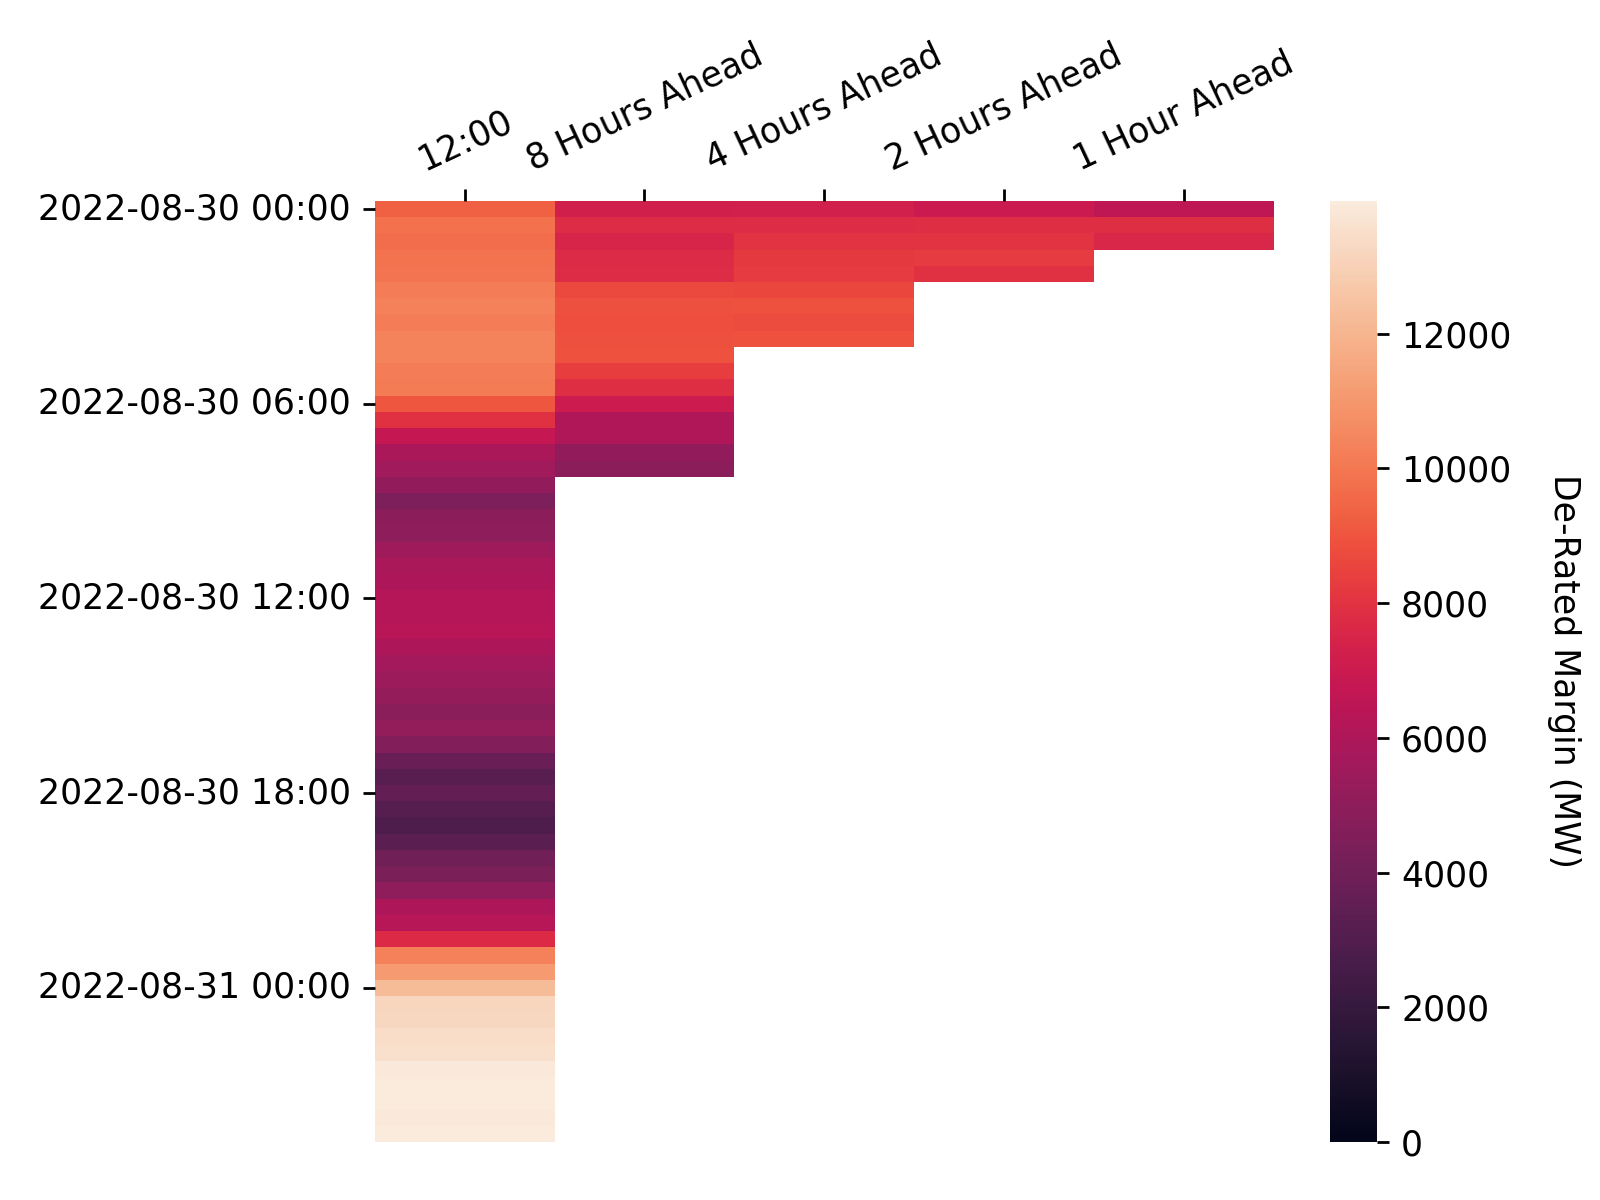 12:00
8 Hours Ahead
4 Hours Ahead
2 Hours Ahead
1 Hour Ahead
2022-08-30 00:00
2022-08-30 06:00
2022-08-30 12:00
2022-08-30 18:00
2022-08-31 00:00
12000
10000
8000
6000
4000
2000
0
De-Rated Margin (MW)